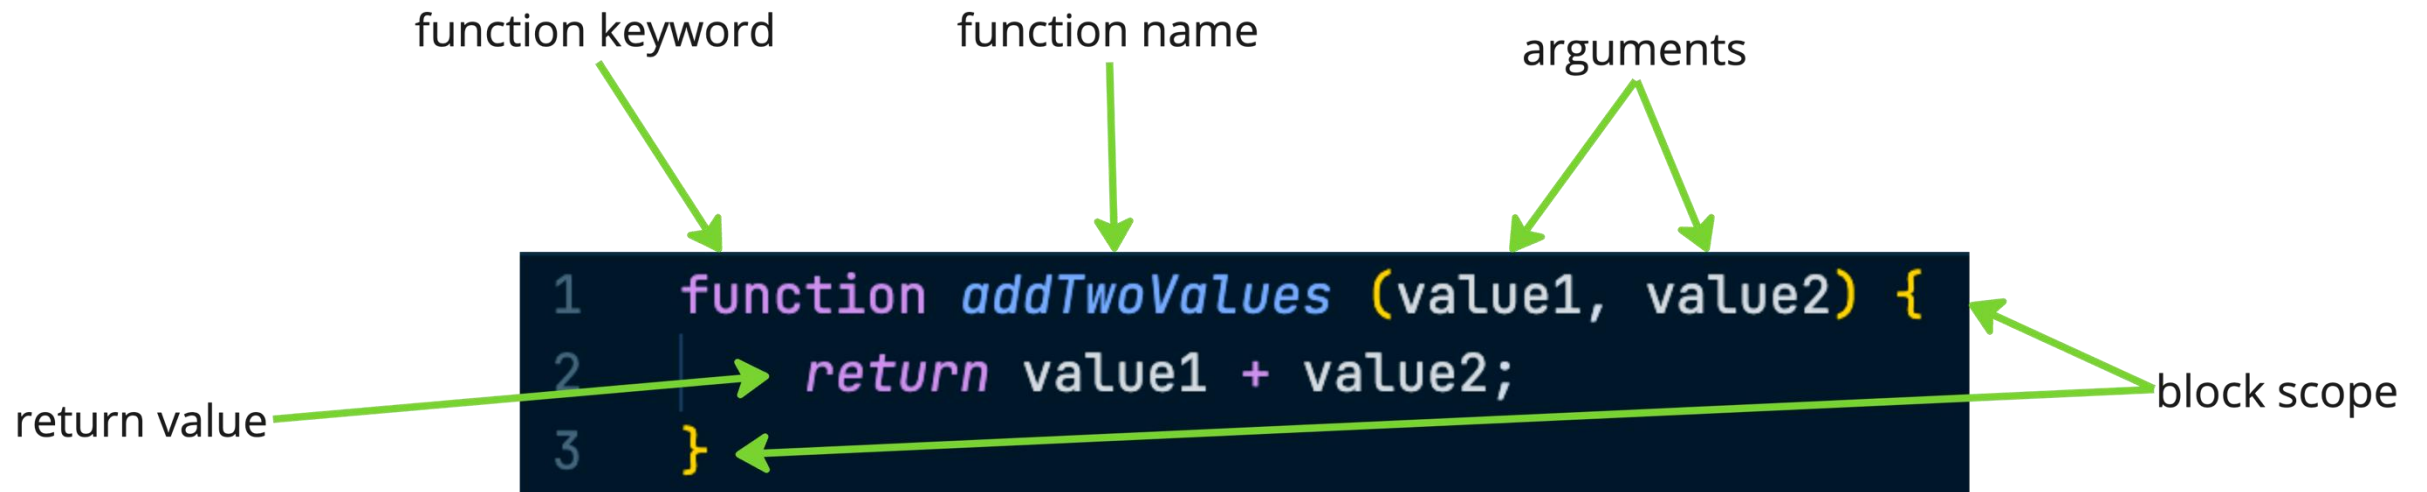 function keyword
function name
arguments
1 function addTwoValues (value1, value2) {
2 return value1 + value2;
3 }
return value
block scope